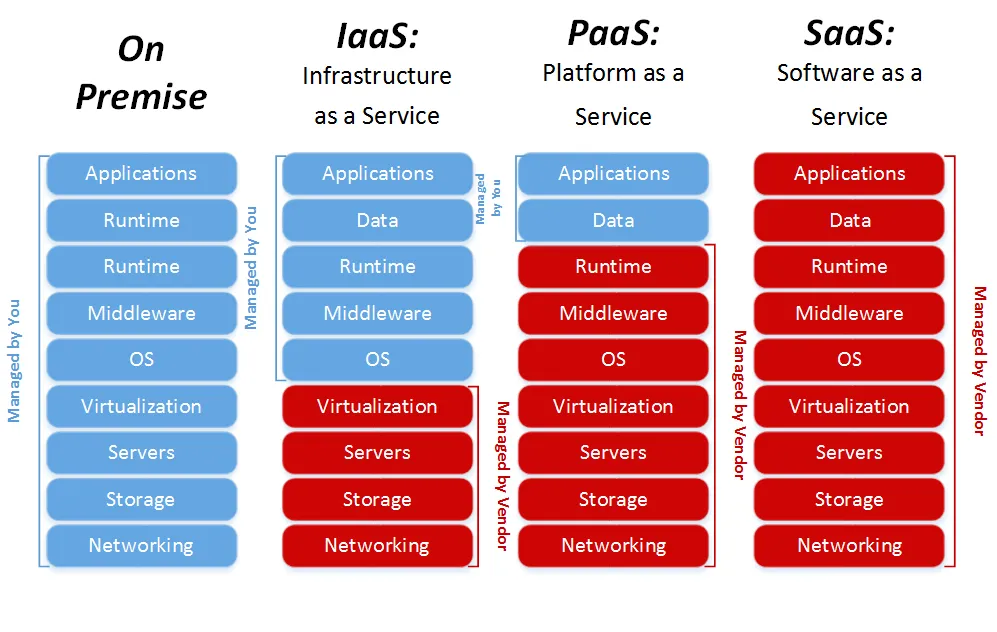 On
Premise
Managed by You
Applications
Runtime
Runtime
Middleware
OS
Virtualization
Servers
Storage
Networking
IaaS:
Infrastructure
as a Service
Managed by You
Applications
Data
Runtime
Middleware
OS
Virtualization
Servers
Storage
Networking
Managed by Vendor
PaaS:
Platform as a
Service
Managed
by You
Applications
Data
Runtime
Middleware
OS
Virtualization
Servers
Storage
Networking
Managed by Vendor
SaaS:
Software as a
Service
Applications
Data
Runtime
Middleware
OS
Virtualization
Servers
Storage
Networking
Managed by Vendor